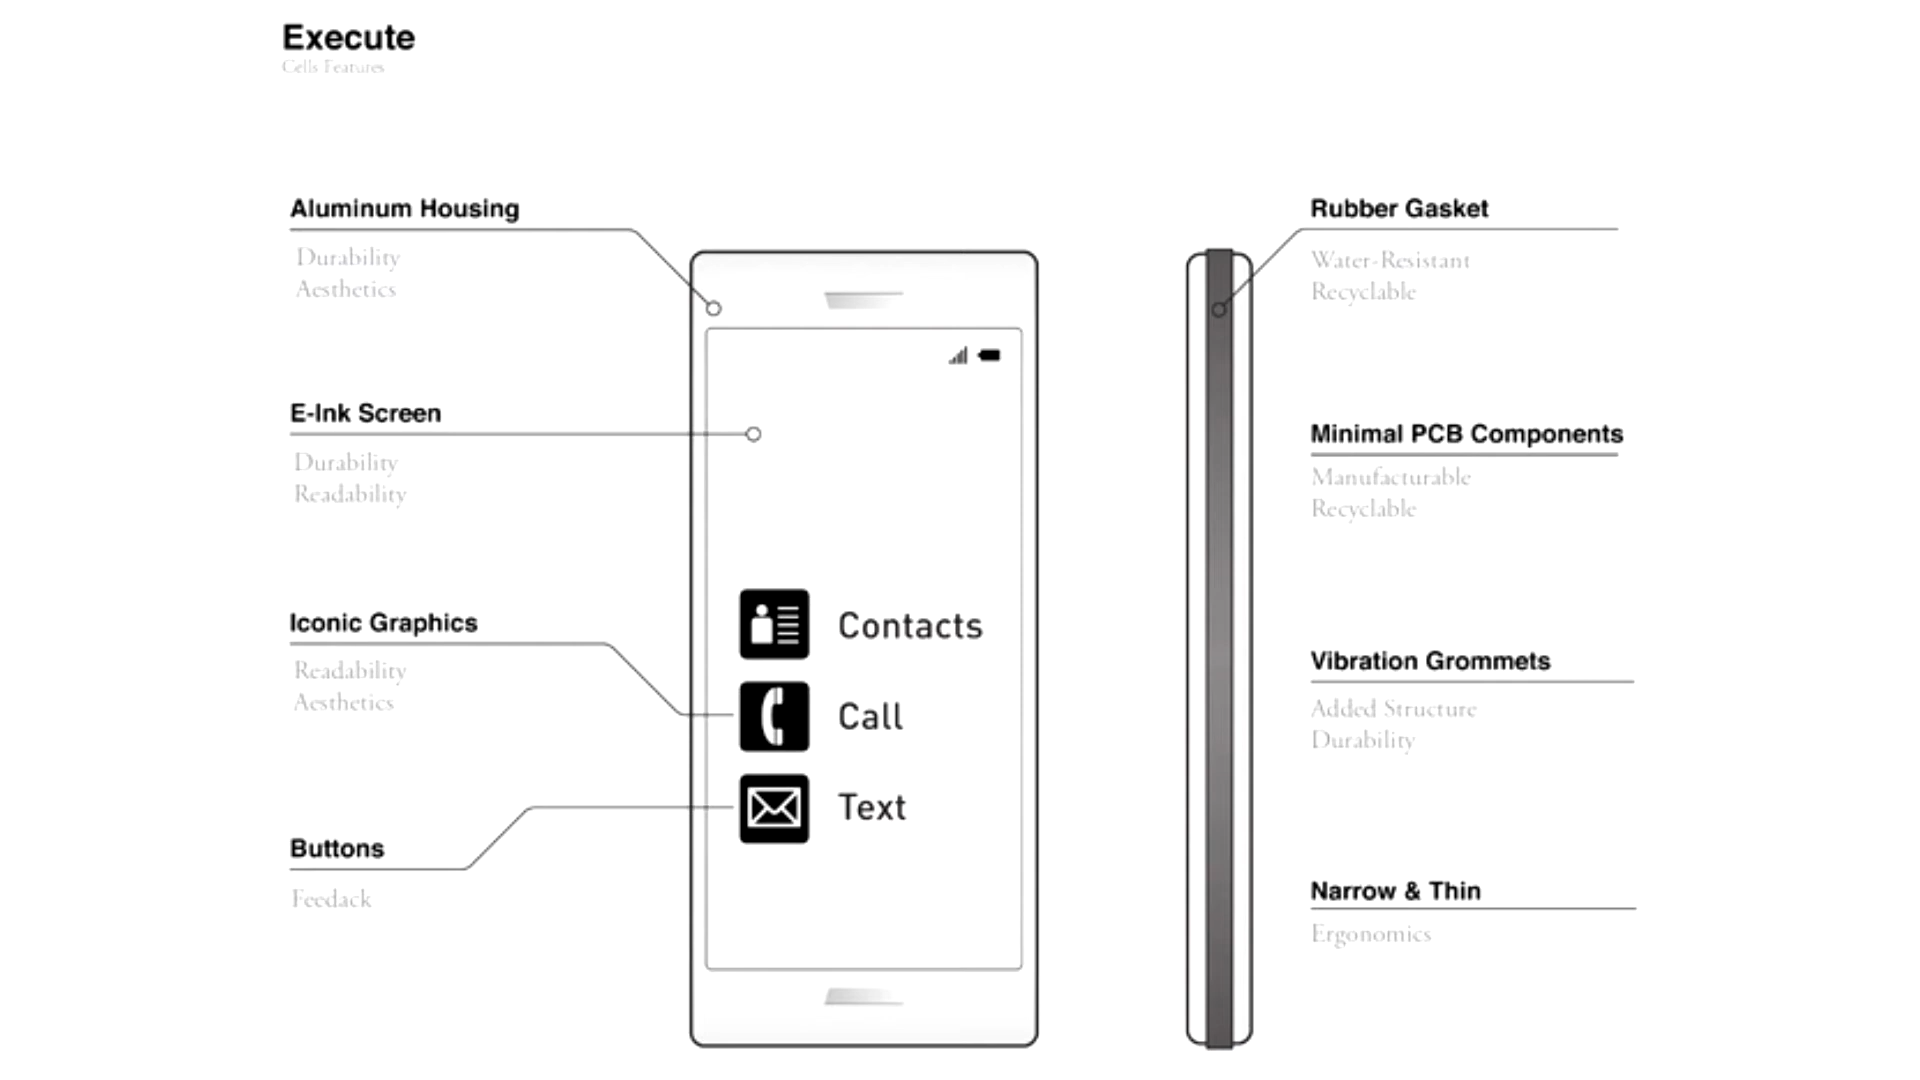 Execute
Cells Features
Aluminum Housing
Durability
Aesthetics
E-Ink Screen
Durability
Readability
Iconic Graphics
Readability
Aesthetics
Buttons
Feedack
Contacts
Call
Text
Rubber Gasket
Water-Resistant
Recyclable
Minimal PCB Components
Manufacturable
Recyclable
Vibration Grommets
Added Structure
Durability
Narrow & Thin
Ergonomics